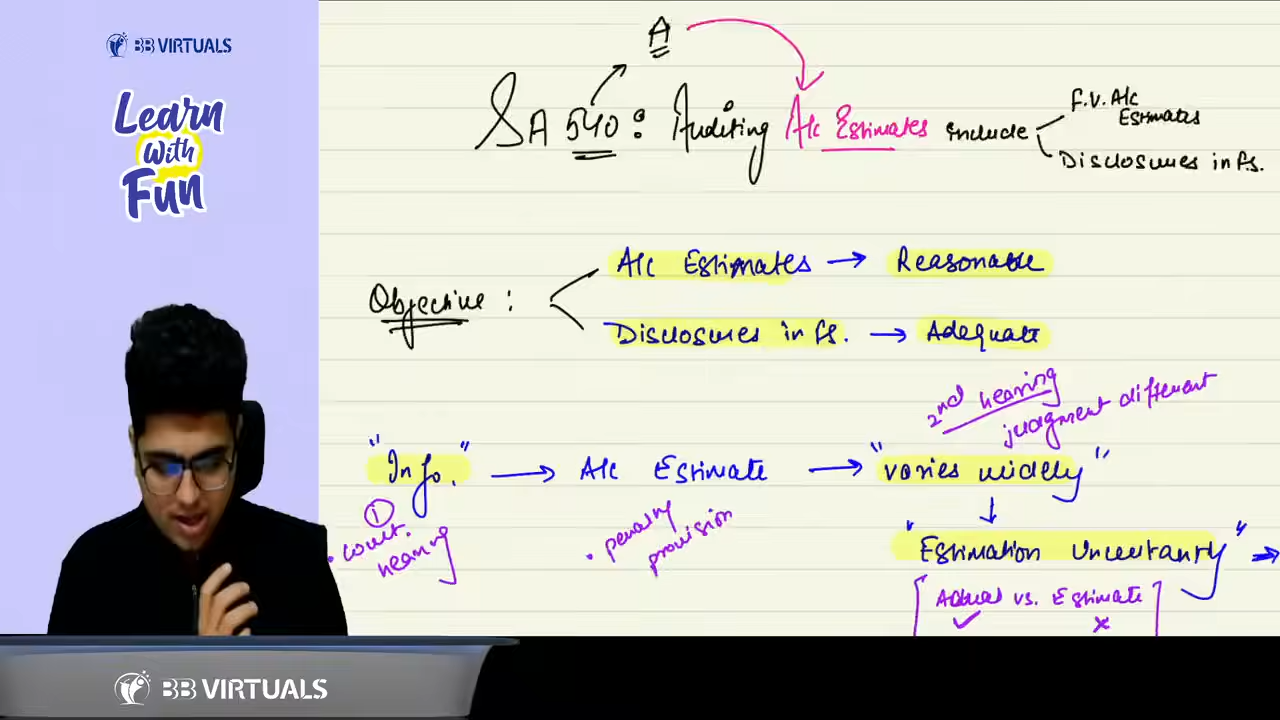 BB VIRTUALS
Learn
With
Fun
A
SA 540: Auditing A/c Estimates include
F.V. A/c
Estimates
Disclosures in f.s.
Objective :
A/c Estimates → Reasonable
Disclosures in fs. → Adequate
2nd hearing
judgment different
"Info." → A/c Estimate → "varies widely"
①
• court
hearing
• penalty
provision
↓
"Estimation Uncertainty" →
[Actual vs. Estimate]
✓ ×
BB VIRTUALS